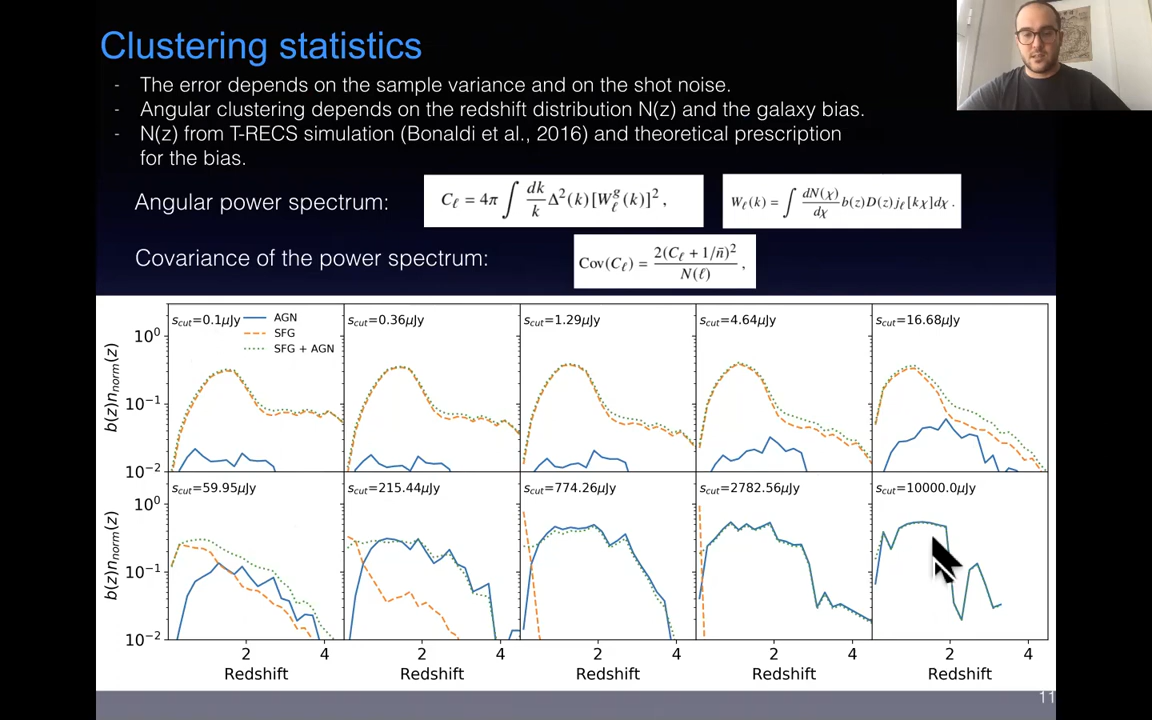 Clustering statistics
- The error depends on the sample variance and on the shot noise.
- Angular clustering depends on the redshift distribution N(z) and the galaxy bias.
- N(z) from T-RECS simulation (Bonaldi et al., 2016) and theoretical prescription
for the bias.
Angular power spectrum:
C_ℓ = 4π ∫ dk/k Δ²(k)[W_ℓ^g(k)]²,
W_ℓ(k) = ∫ dN(χ)/dχ b(z)D(z)j_ℓ[kχ]dχ .
Covariance of the power spectrum:
Cov(C_ℓ) = 2(C_ℓ + 1/n̄)² / N(ℓ) ,
s_cut=0.1μJy
AGN
SFG
SFG + AGN
s_cut=0.36μJy
s_cut=1.29μJy
s_cut=4.64μJy
s_cut=16.68μJy
10⁰
10⁻¹
10⁻²
b(z)n_norm(z)
s_cut=59.95μJy
s_cut=215.44μJy
s_cut=774.26μJy
s_cut=2782.56μJy
s_cut=10000.0μJy
10⁰
10⁻¹
10⁻²
b(z)n_norm(z)
2 4
2 4
2 4
2 4
2 4
Redshift
Redshift
Redshift
Redshift
Redshift
11